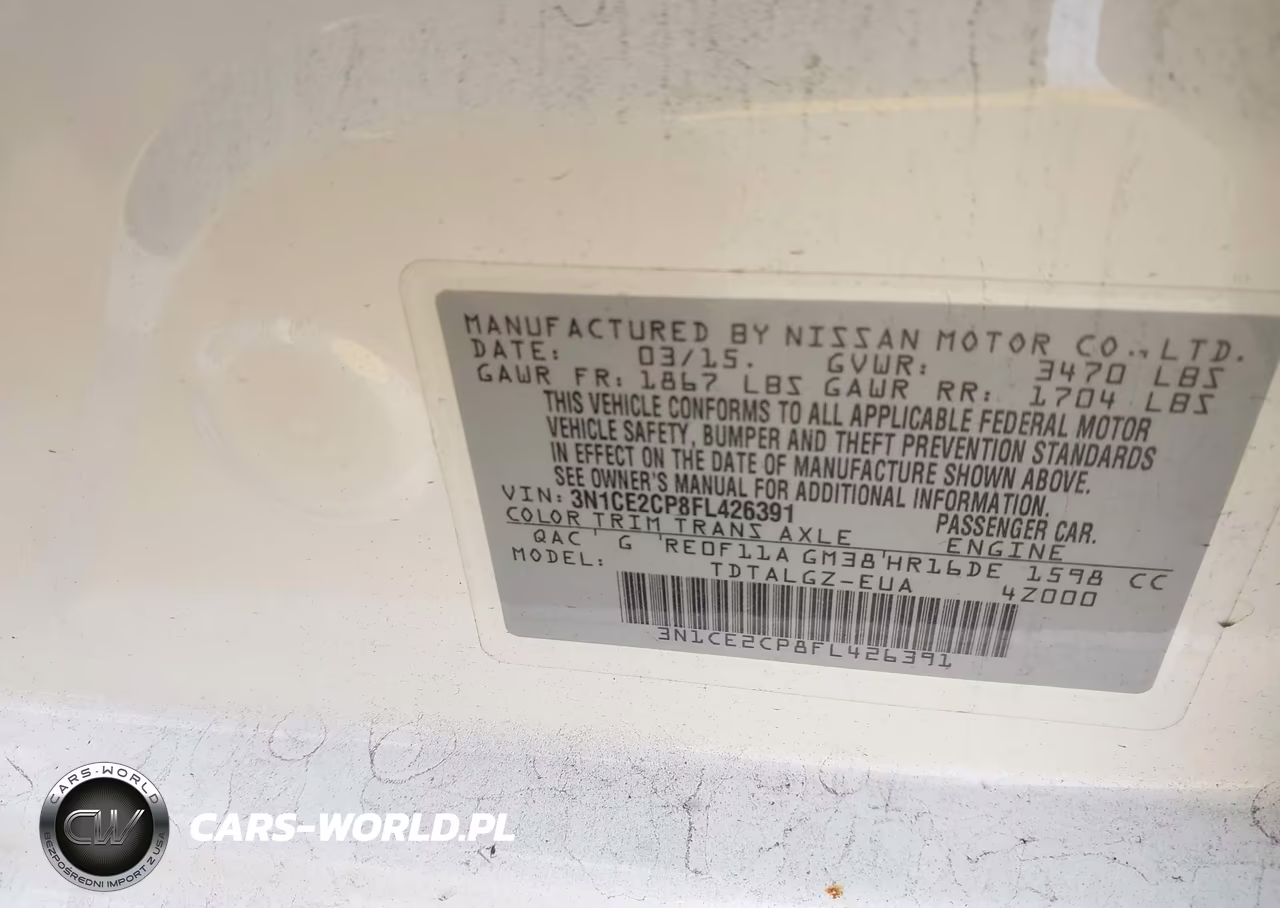 MANUFACTURED BY NISSAN MOTOR CO., LTD.
DATE: 03/15. GVWR: 3470 LBS
GAWR FR: 1867 LBS GAWR RR: 1704 LBS
THIS VEHICLE CONFORMS TO ALL APPLICABLE FEDERAL MOTOR
VEHICLE SAFETY, BUMPER AND THEFT PREVENTION STANDARDS
IN EFFECT ON THE DATE OF MANUFACTURE SHOWN ABOVE.
SEE OWNER'S MANUAL FOR ADDITIONAL INFORMATION.
VIN: 3N1CE2CP8FL426391 PASSENGER CAR.
COLOR TRIM TRANS AXLE ENGINE
QAC' G 'RE0F11A GM38'HR16DE 1598 CC
MODEL: TDTALGZ-EUA 4Z000
3N1CE2CP8FL426391
CARS-WORLD
CW
BEZPOŚREDNI IMPORT Z USA
CARS-WORLD.PL